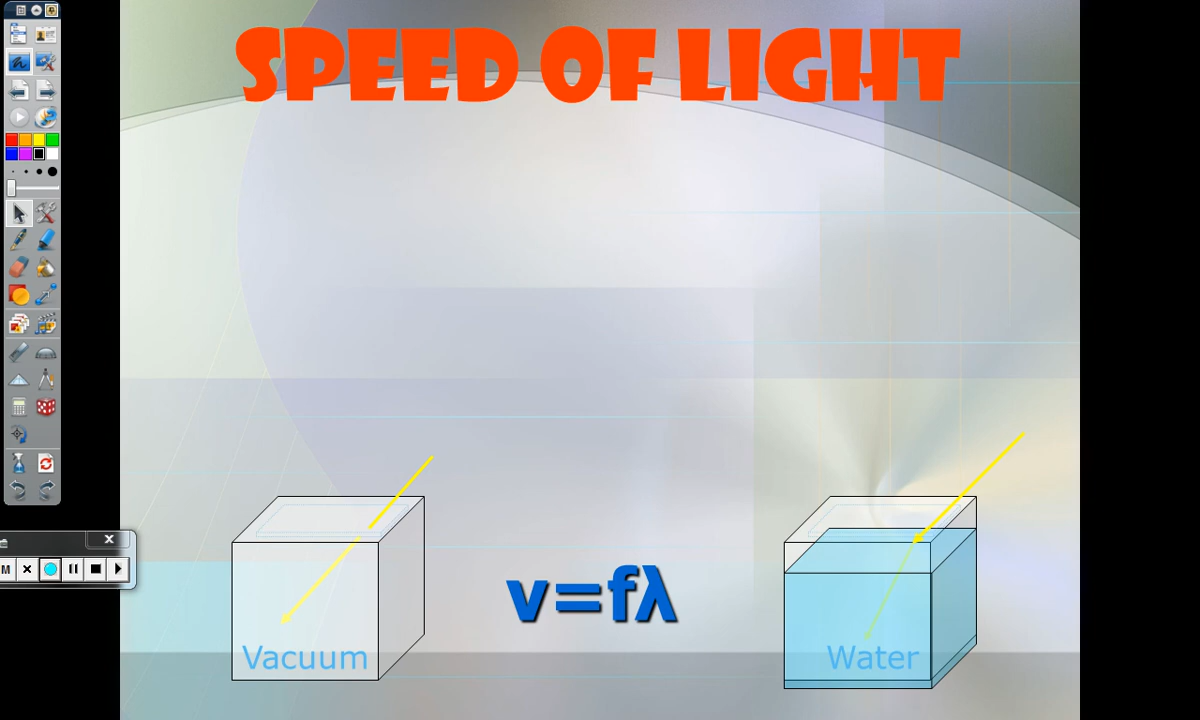 SPEED OF LIGHT
v=fλ
Vacuum
Water
M